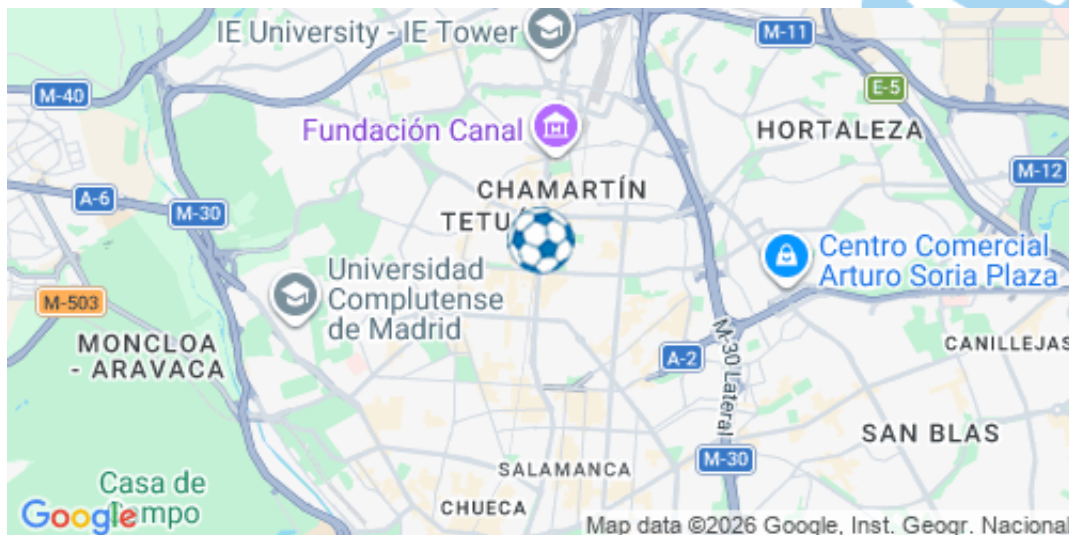 IE University - IE Tower
M-11
M-40
E-5
Fundación Canal
HORTALEZA
M-12
CHAMARTÍN
A-6
M-30
TETU
Centro Comercial
Arturo Soria Plaza
Universidad
Complutense
de Madrid
M-503
MONCLOA
- ARAVACA
M-30 Lateral
A-2
CANILLEJAS
SAN BLAS
M-30
SALAMANCA
Casa de
Campo
CHUECA
Google
Map data ©2026 Google, Inst. Geogr. Nacional